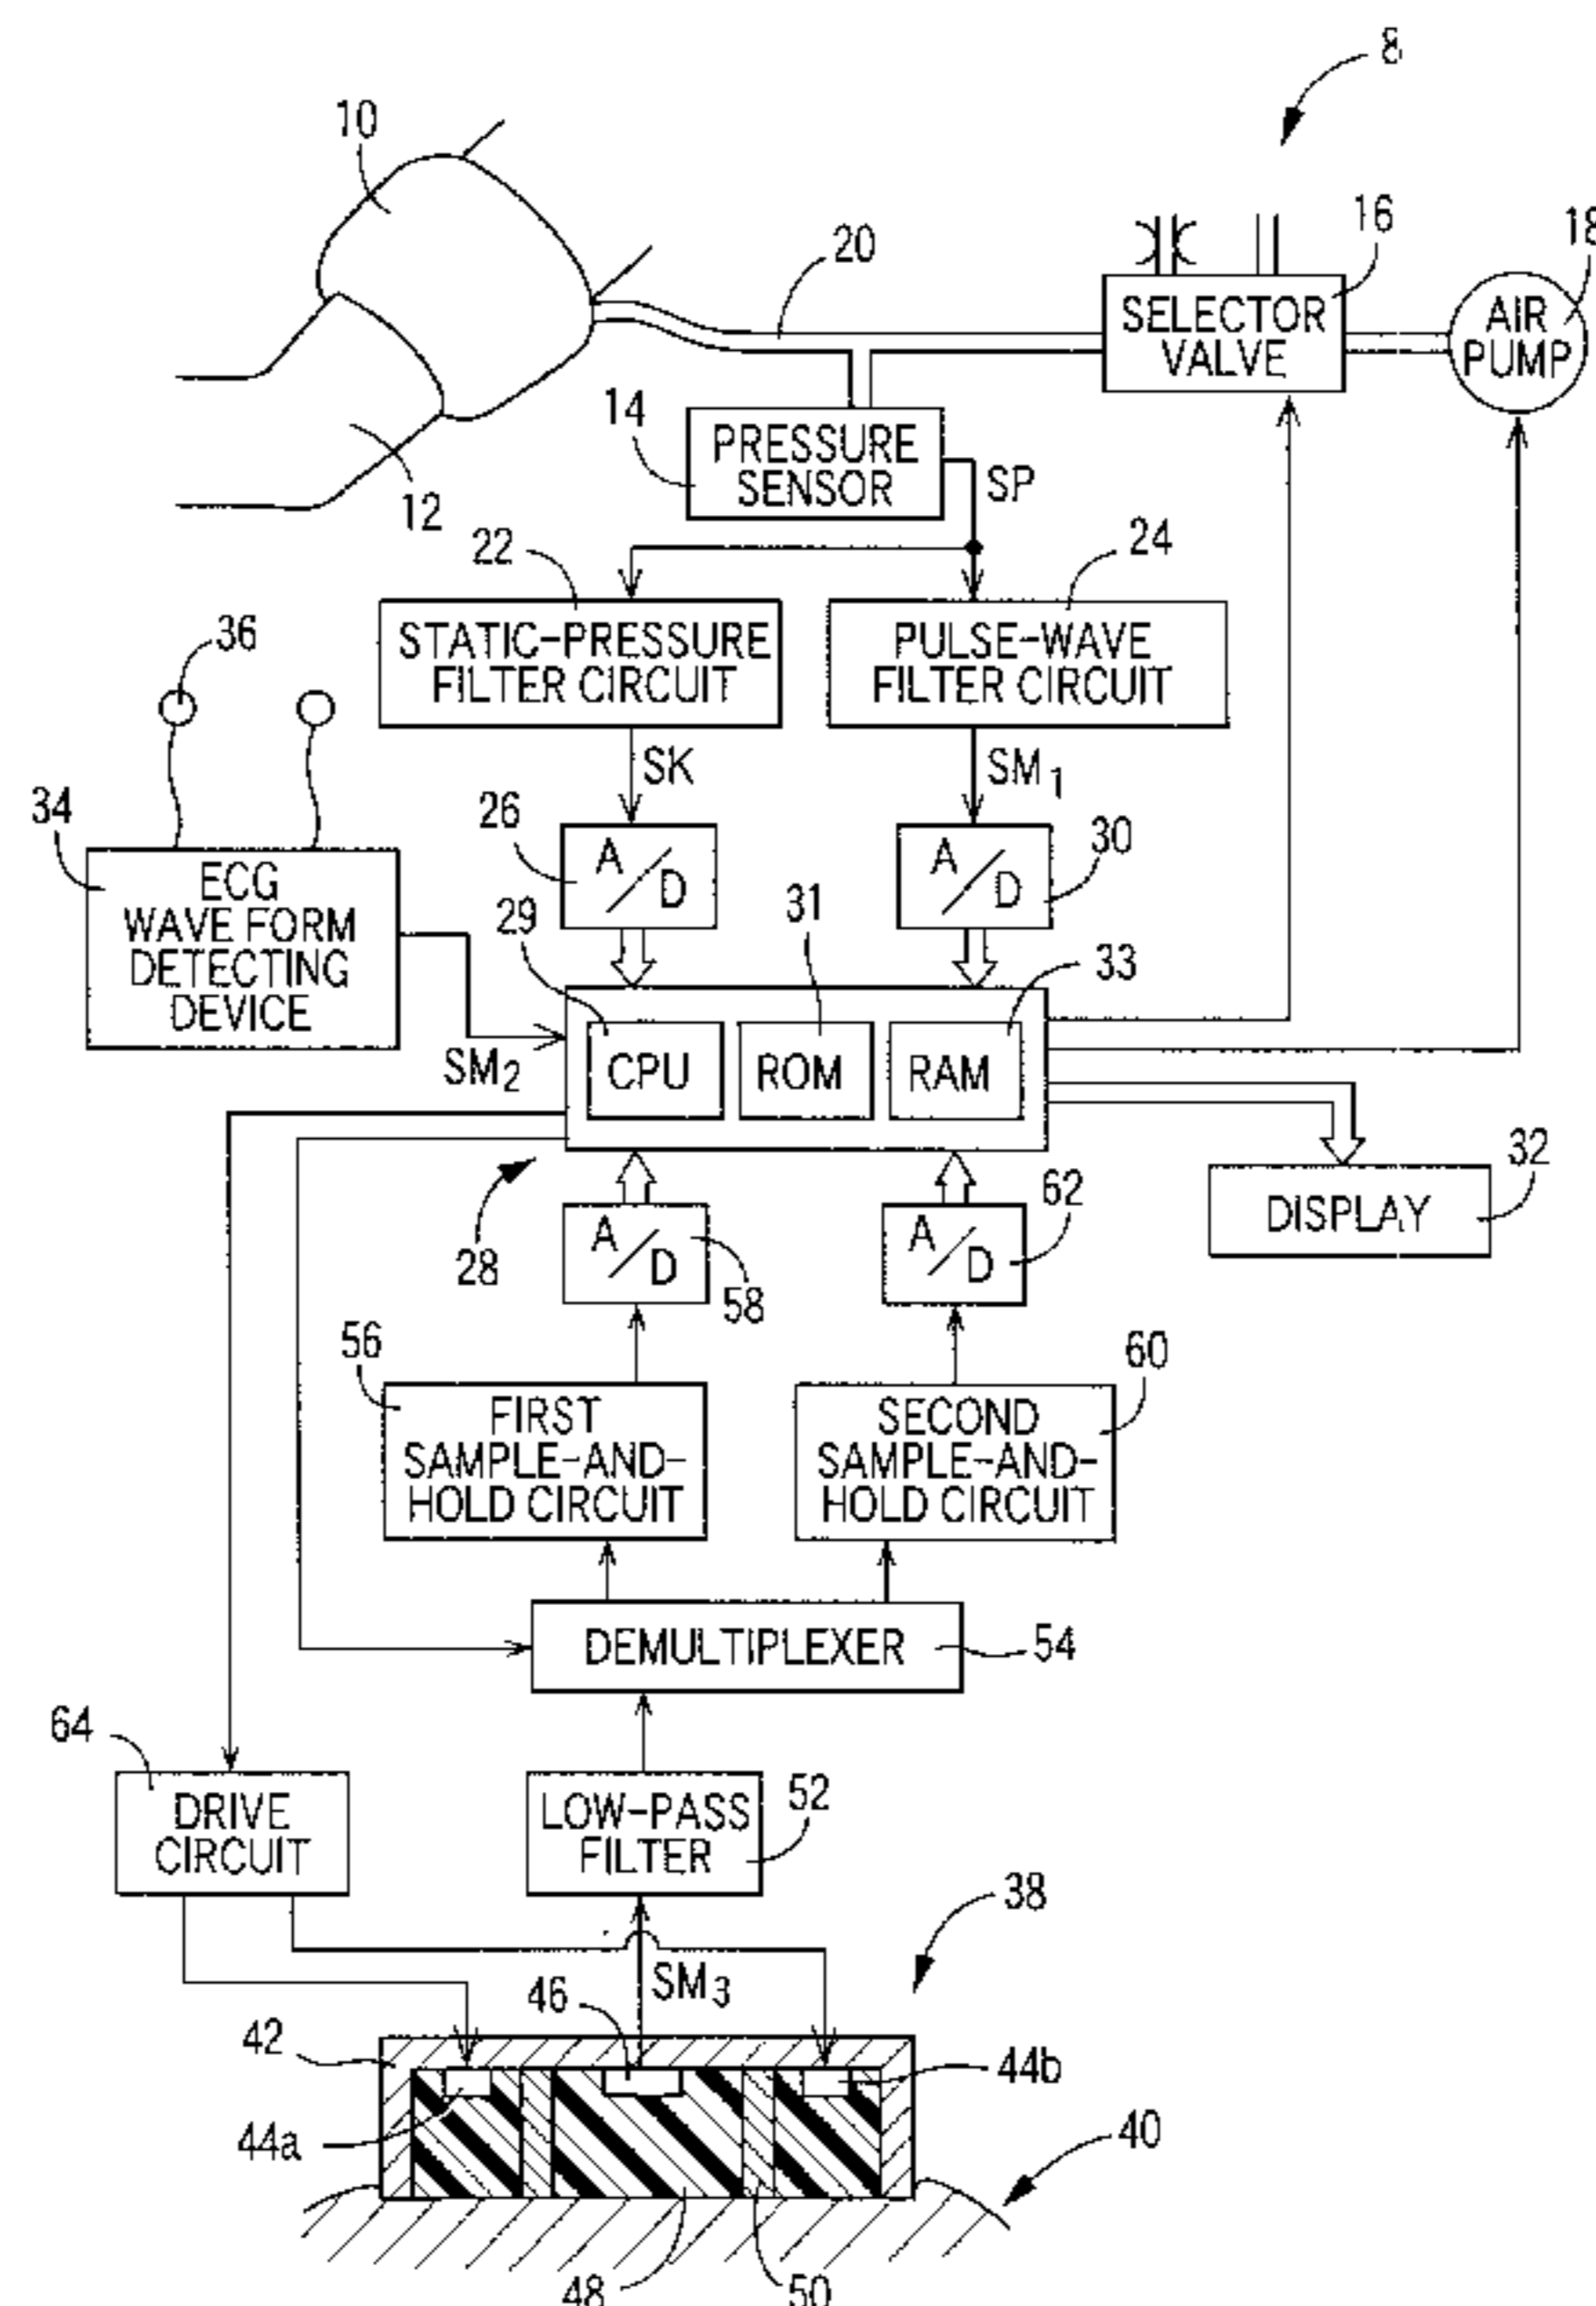 8
10
16
18
20
SELECTOR
VALVE
AIR
PUMP
14
PRESSURE
SENSOR
SP
12
22
24
36
STATIC-PRESSURE
FILTER CIRCUIT
PULSE-WAVE
FILTER CIRCUIT
SK
SM1
34
26
30
A/D
A/D
ECG
WAVE FORM
DETECTING
DEVICE
29
31
33
SM2
CPU
ROM
RAM
32
DISPLAY
28
A/D
58
A/D
62
56
60
FIRST
SAMPLE-AND-
HOLD CIRCUIT
SECOND
SAMPLE-AND-
HOLD CIRCUIT
DEMULTIPLEXER
54
64
DRIVE
CIRCUIT
LOW-PASS
FILTER
52
38
46
SM3
42
44b
44a
40
48
50